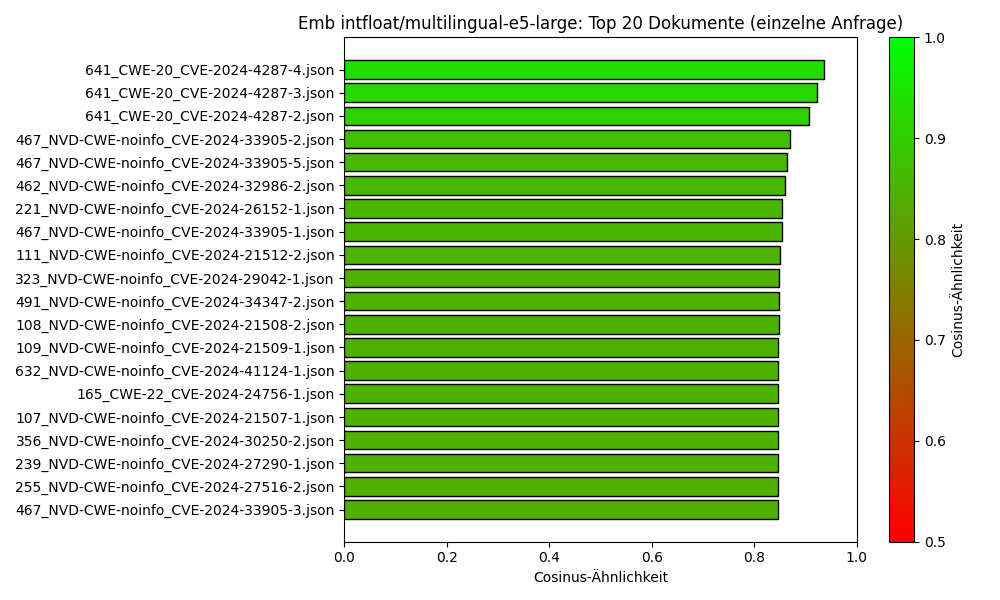 Emb intfloat/multilingual-e5-large: Top 20 Dokumente (einzelne Anfrage)
641_CWE-20_CVE-2024-4287-4.json
641_CWE-20_CVE-2024-4287-3.json
641_CWE-20_CVE-2024-4287-2.json
467_NVD-CWE-noinfo_CVE-2024-33905-2.json
467_NVD-CWE-noinfo_CVE-2024-33905-5.json
462_NVD-CWE-noinfo_CVE-2024-32986-2.json
221_NVD-CWE-noinfo_CVE-2024-26152-1.json
467_NVD-CWE-noinfo_CVE-2024-33905-1.json
111_NVD-CWE-noinfo_CVE-2024-21512-2.json
323_NVD-CWE-noinfo_CVE-2024-29042-1.json
491_NVD-CWE-noinfo_CVE-2024-34347-2.json
108_NVD-CWE-noinfo_CVE-2024-21508-2.json
109_NVD-CWE-noinfo_CVE-2024-21509-1.json
632_NVD-CWE-noinfo_CVE-2024-41124-1.json
165_CWE-22_CVE-2024-24756-1.json
107_NVD-CWE-noinfo_CVE-2024-21507-1.json
356_NVD-CWE-noinfo_CVE-2024-30250-2.json
239_NVD-CWE-noinfo_CVE-2024-27290-1.json
255_NVD-CWE-noinfo_CVE-2024-27516-2.json
467_NVD-CWE-noinfo_CVE-2024-33905-3.json
0.0 0.2 0.4 0.6 0.8 1.0
Cosinus-Ähnlichkeit
1.0
0.9
0.8
0.7
0.6
0.5
Cosinus-Ähnlichkeit